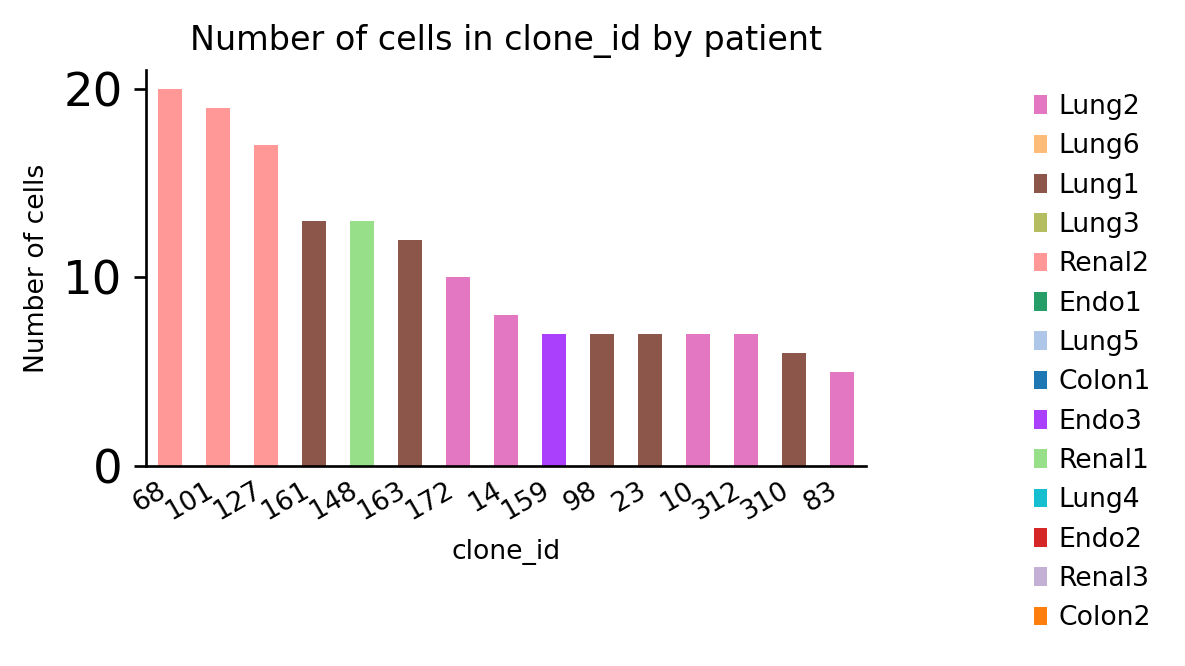 Number of cells in clone_id by patient
20
10
0
Number of cells
68
101
127
161
148
163
172
14
159
98
23
10
312
310
83
clone_id
Lung2
Lung6
Lung1
Lung3
Renal2
Endo1
Lung5
Colon1
Endo3
Renal1
Lung4
Endo2
Renal3
Colon2